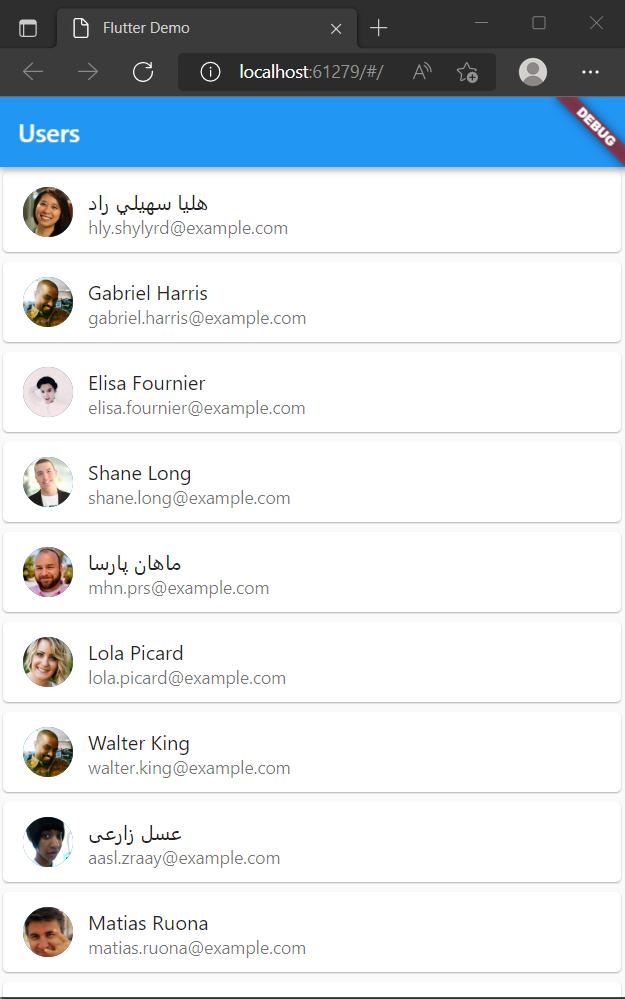 Flutter Demo
localhost:61279/#/
Users
DEBUG
هليا سهيلي راد
hly.shylyrd@example.com
Gabriel Harris
gabriel.harris@example.com
Elisa Fournier
elisa.fournier@example.com
Shane Long
shane.long@example.com
ماهان پارسا
mhn.prs@example.com
Lola Picard
lola.picard@example.com
Walter King
walter.king@example.com
عسل زارعی
aasl.zraay@example.com
Matias Ruona
matias.ruona@example.com